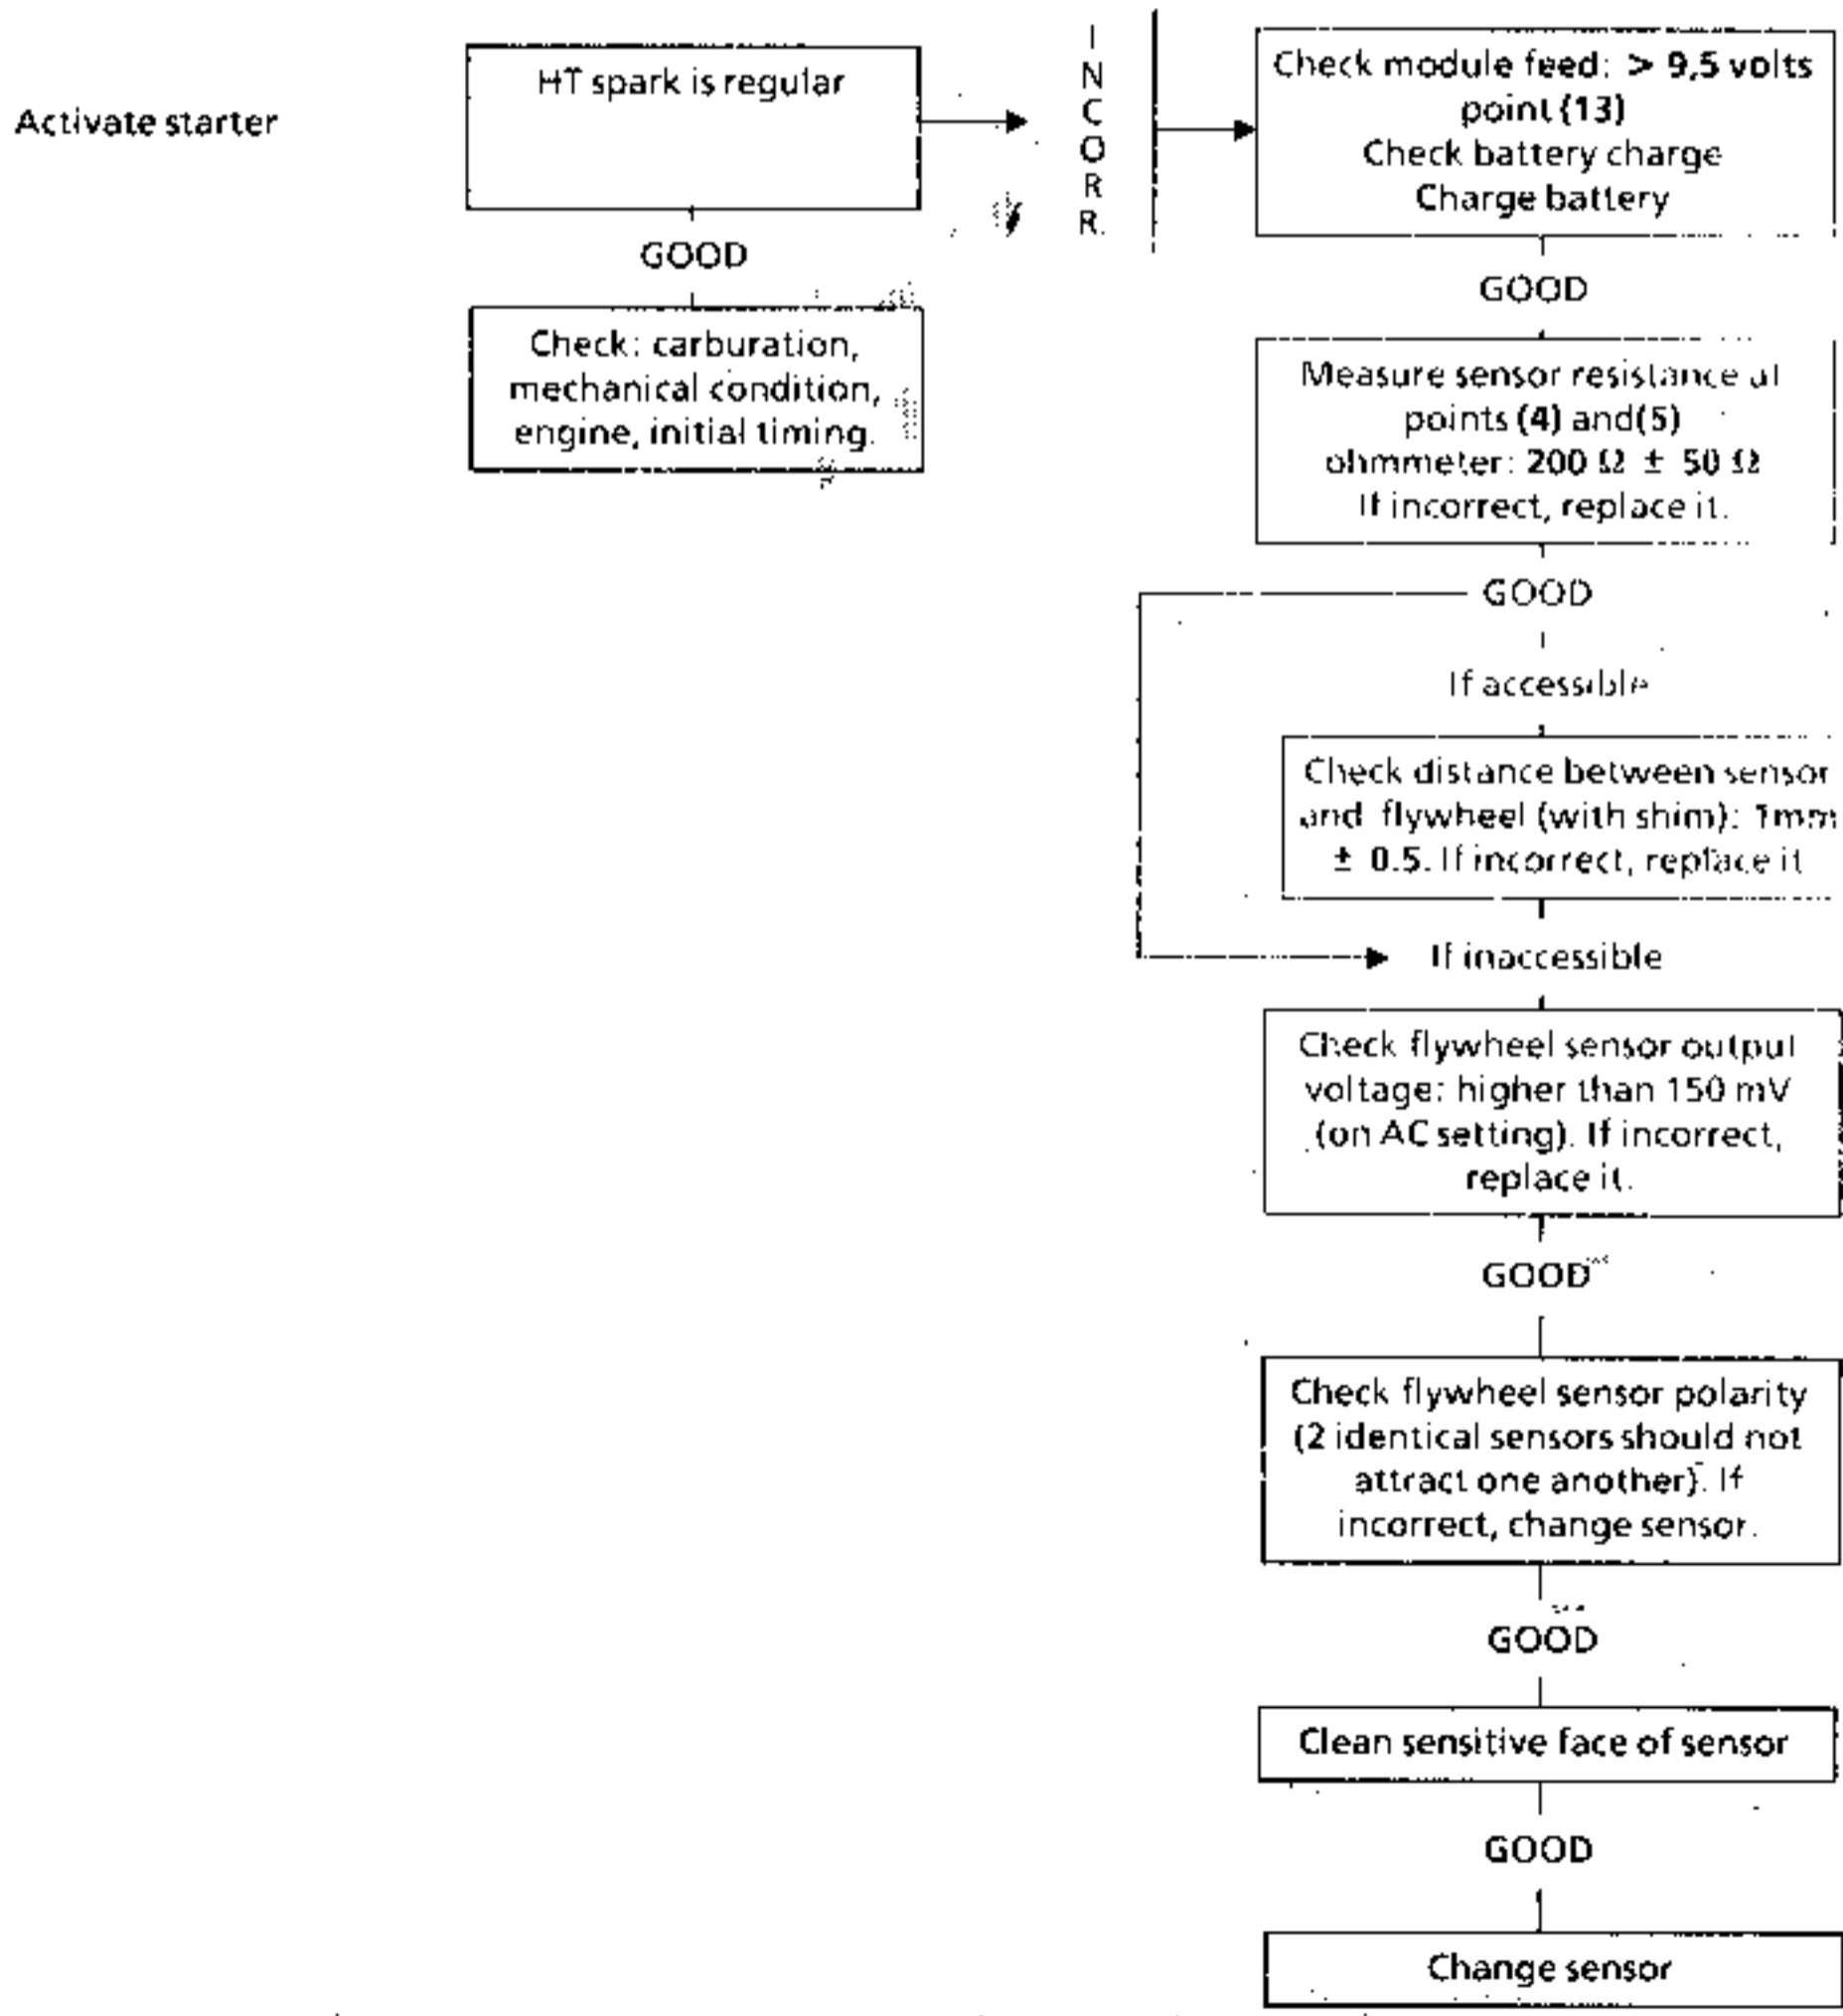 Activate starter
HT spark is regular
GOOD
Check: carburation,
mechanical condition,
engine, initial timing.
I
N
C
O
R
R.
Check module feed: > 9,5 volts
point (13)
Check battery charge
Charge battery
GOOD
Measure sensor resistance at
points (4) and (5)
ohmmeter: 200 Ω ± 50 Ω
If incorrect, replace it.
GOOD
If accessible
Check distance between sensor
and flywheel (with shim): 1mm
± 0.5. If incorrect, replace it
If inaccessible
Check flywheel sensor output
voltage: higher than 150 mV
(on AC setting). If incorrect,
replace it.
GOOD
Check flywheel sensor polarity
(2 identical sensors should not
attract one another). If
incorrect, change sensor.
GOOD
Clean sensitive face of sensor
GOOD
Change sensor